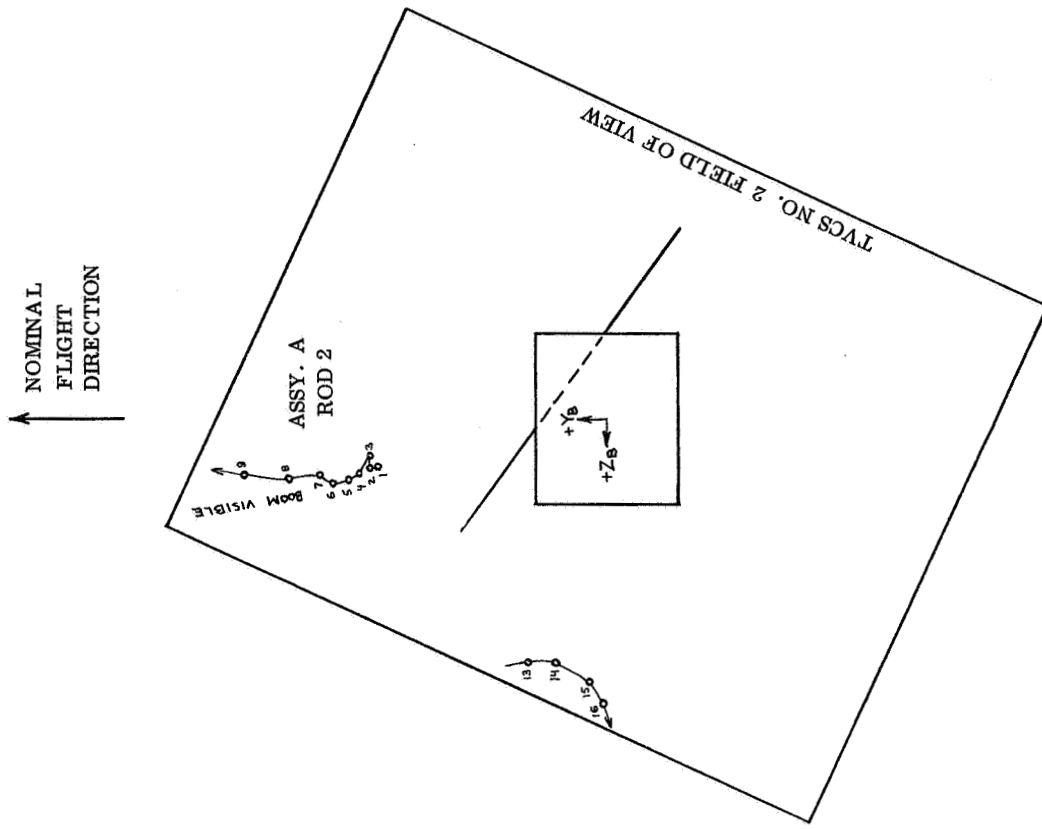 NOMINAL
FLIGHT
DIRECTION
TVCS NO. 2 FIELD OF VIEW
ASSY. A
ROD 2
BOOM VISIBLE
9
8
7
6
5
4
3
2
1
+YB
+ZB
13
14
15
16